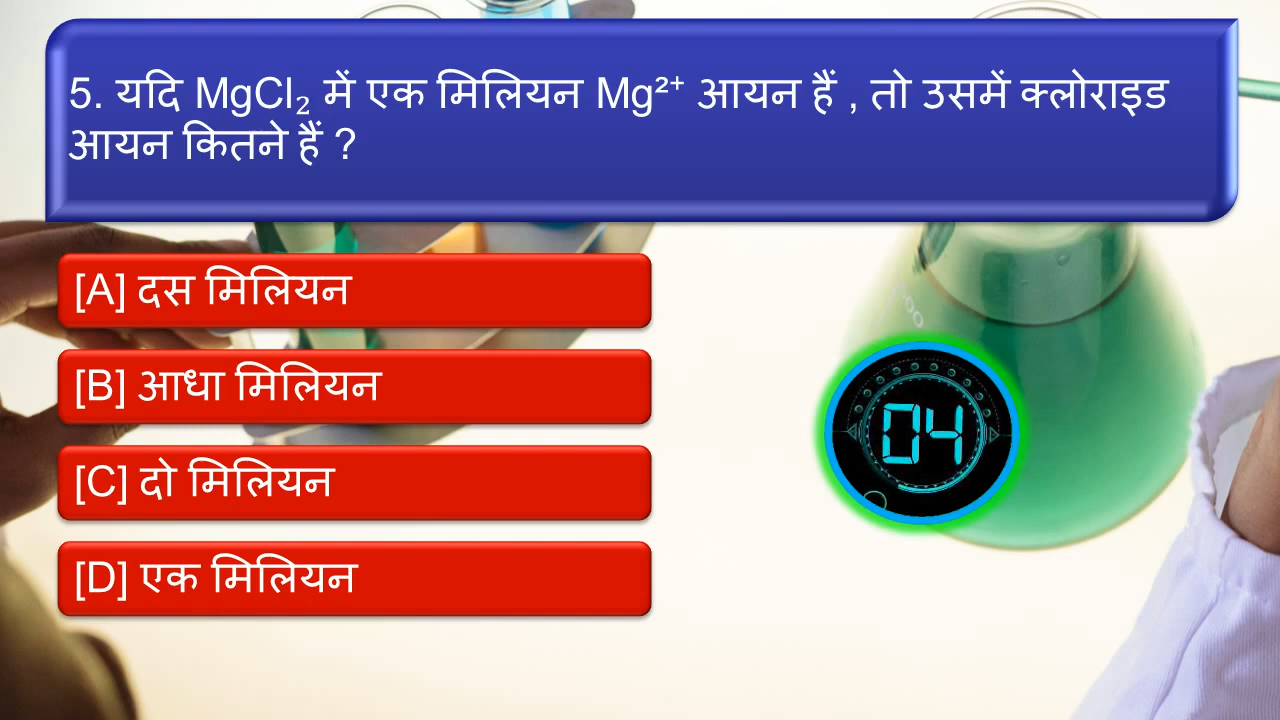 5. यदि MgCl₂ में एक मिलियन Mg²⁺ आयन हैं , तो उसमें क्लोराइड
आयन कितने हैं ?
[A] दस मिलियन
[B] आधा मिलियन
[C] दो मिलियन
[D] एक मिलियन
04